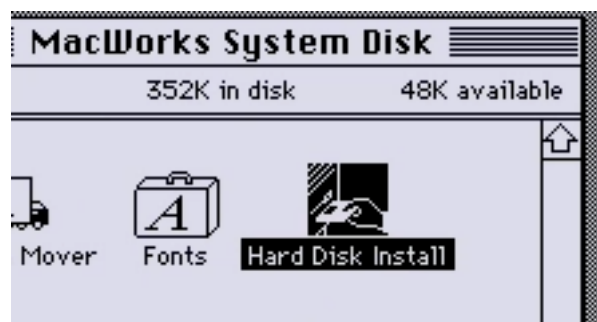 MacWorks System Disk
352K in disk 48K available
Mover Fonts Hard Disk Install